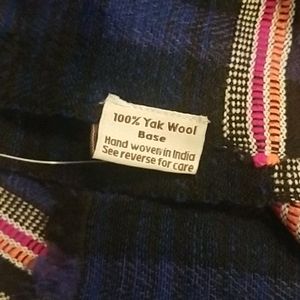 100% Yak Wool
Base
Hand woven in India
See reverse for care